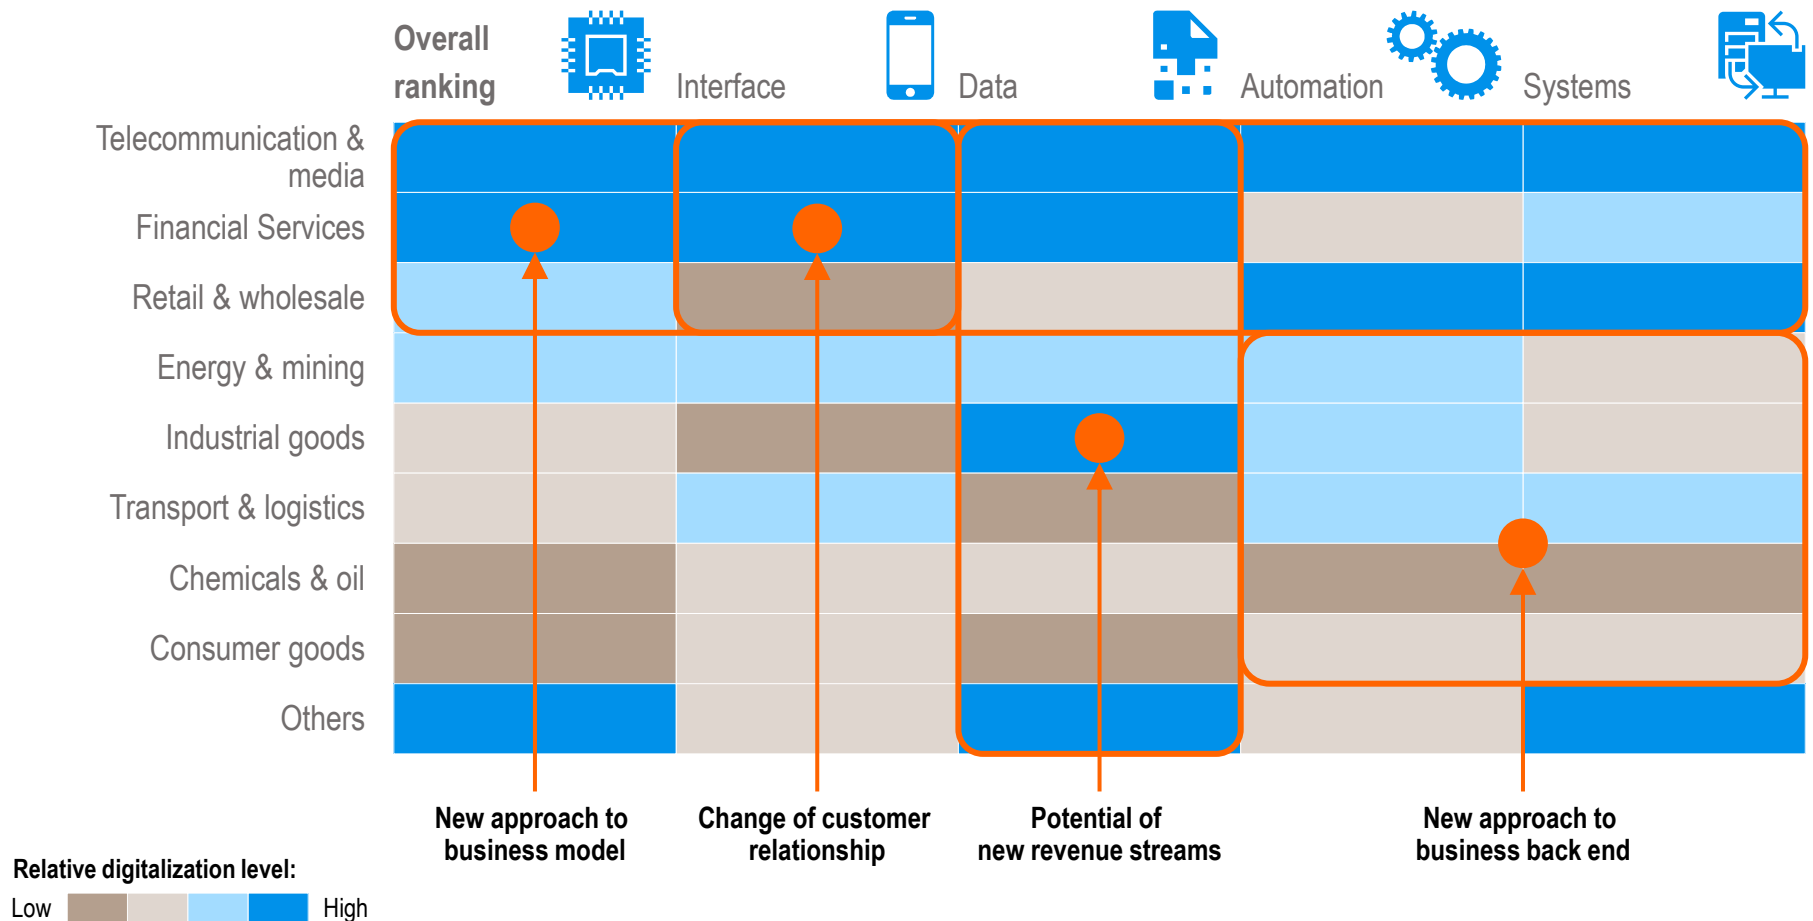 Overall
ranking
Interface
Data
Automation
Systems
Telecommunication &
media
Financial Services
Retail & wholesale
Energy & mining
Industrial goods
Transport & logistics
Chemicals & oil
Consumer goods
Others
New approach to
business model
Change of customer
relationship
Potential of
new revenue streams
New approach to
business back end
Relative digitalization level:
Low
High